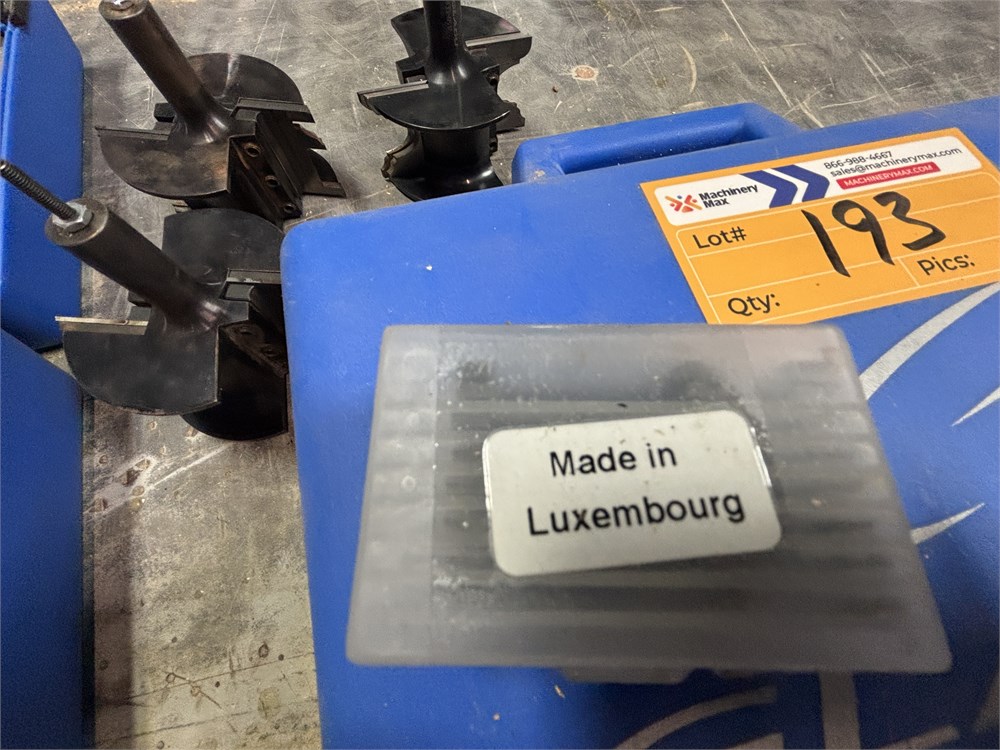 Machinery
Max
866-988-4667
sales@machinerymax.com
MACHINERYMAX.COM
Lot# 193
Qty: Pics:
Made in
Luxembourg